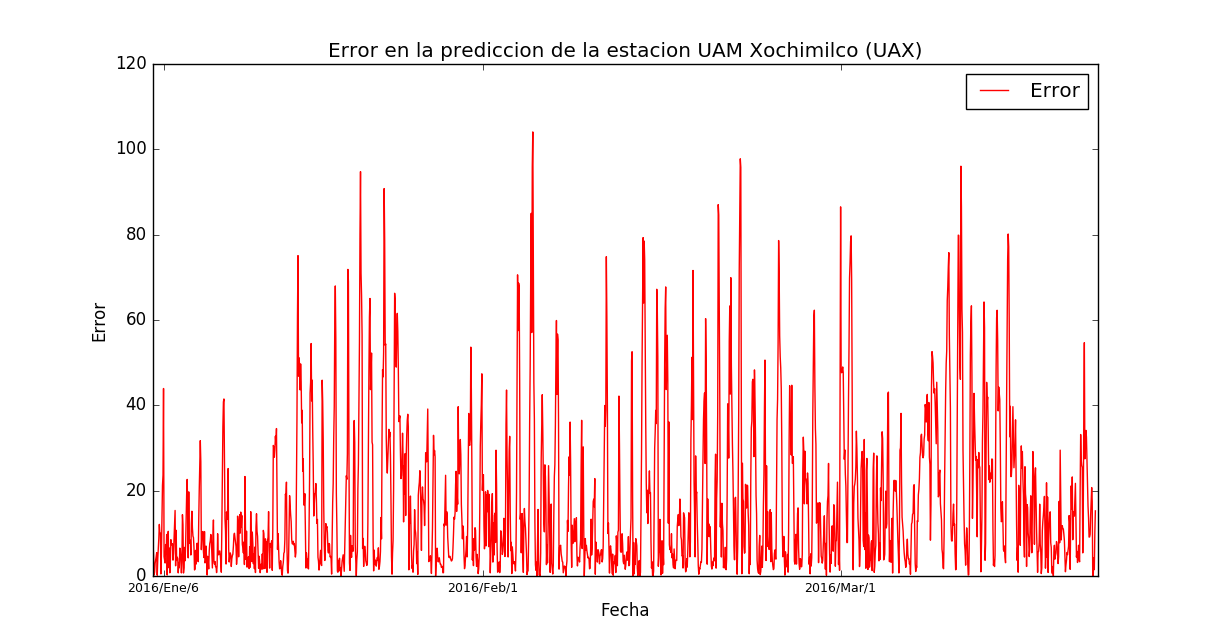 Error en la prediccion de la estacion UAM Xochimilco (UAX)
Error
120
100
80
60
40
20
0
Error
2016/Ene/6
2016/Feb/1
2016/Mar/1
Fecha